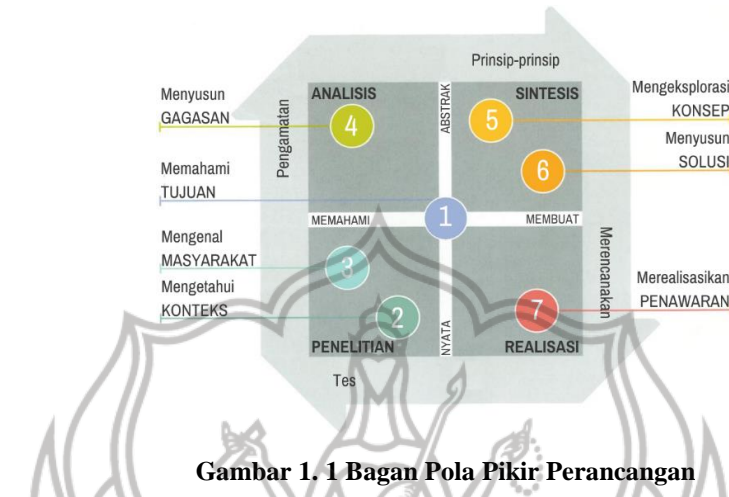 Prinsip-prinsip
Menyusun
GAGASAN
ANALISIS
4
Pengamatan
ABSTRAK
SINTESIS
5
6
Mengeksplorasi
KONSEP
Menyusun
SOLUSI
Memahami
TUJUAN
MEMAHAMI
1
MEMBUAT
Mengenal
MASYARAKAT
Mengetahui
KONTEKS
3
2
PENELITIAN
NYATA
7
REALISASI
Merencanakan
Merealisasikan
PENAWARAN
Tes
Gambar 1. 1 Bagan Pola Pikir Perancangan